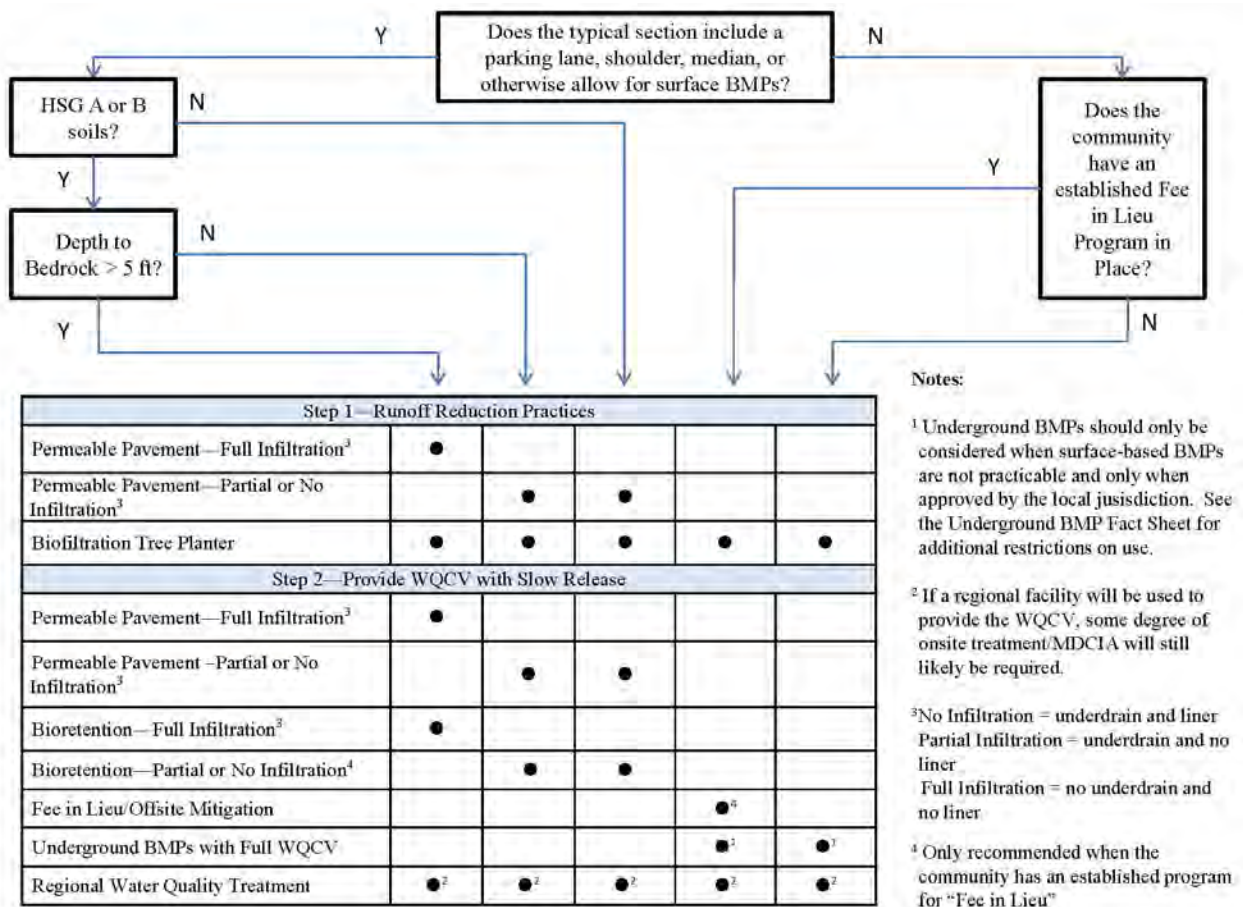 Does the typical section include a
parking lane, shoulder, median, or
otherwise allow for surface BMPs?
Y
N
HSG A or B
soils?
N
Y
Depth to
Bedrock > 5 ft?
N
Y
Does the
community
have an
established Fee
in Lieu
Program in
Place?
Y
N
Step 1—Runoff Reduction Practices
Permeable Pavement—Full Infiltration³ ●
Permeable Pavement—Partial or No
Infiltration³ ● ●
Biofiltration Tree Planter ● ● ● ● ●
Step 2—Provide WQCV with Slow Release
Permeable Pavement—Full Infiltration³ ●
Permeable Pavement –Partial or No
Infiltration³ ● ●
Bioretention—Full Infiltration³ ●
Bioretention—Partial or No Infiltration⁴ ● ●
Fee in Lieu/Offsite Mitigation ●⁴
Underground BMPs with Full WQCV ●¹ ●¹
Regional Water Quality Treatment ●² ●² ●² ●² ●²
Notes:
¹ Underground BMPs should only be
considered when surface-based BMPs
are not practicable and only when
approved by the local jusisdiction. See
the Underground BMP Fact Sheet for
additional restrictions on use.
² If a regional facility will be used to
provide the WQCV, some degree of
onsite treatment/MDCIA will still
likely be required.
³No Infiltration = underdrain and liner
Partial Infiltration = underdrain and no
liner
Full Infiltration = no underdrain and
no liner
⁴ Only recommended when the
community has an established program
for "Fee in Lieu"